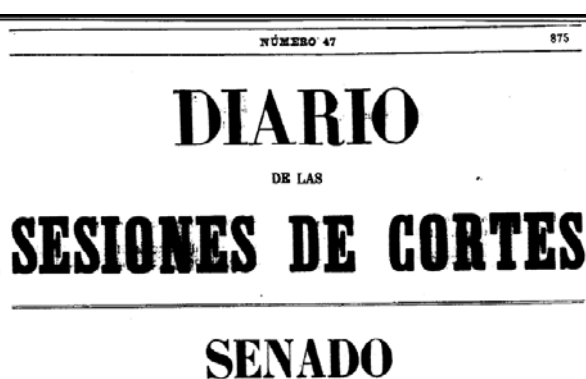 NÚMERO 47 875
DIARIO
DE LAS
SESIONES DE CORTES
SENADO